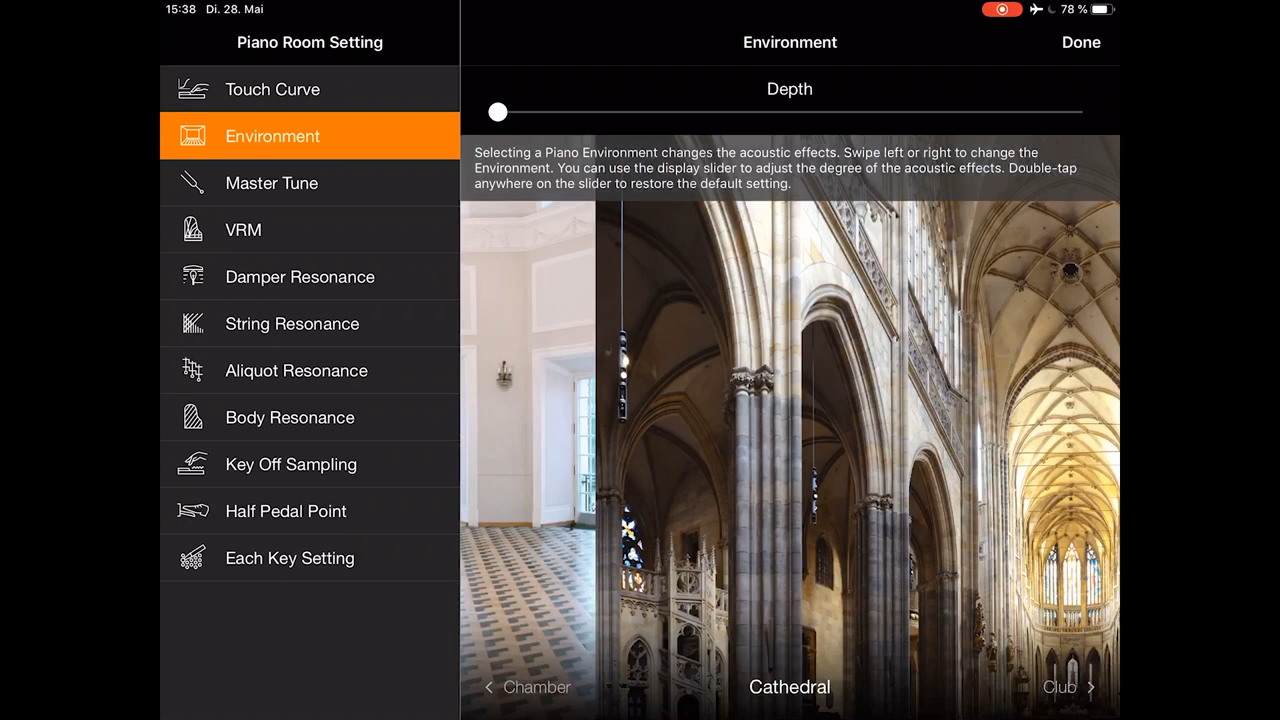 15:38 Di. 28. Mai
78 %
Piano Room Setting
Environment
Done
Touch Curve
Environment
Master Tune
VRM
Damper Resonance
String Resonance
Aliquot Resonance
Body Resonance
Key Off Sampling
Half Pedal Point
Each Key Setting
Depth
Selecting a Piano Environment changes the acoustic effects. Swipe left or right to change the
Environment. You can use the display slider to adjust the degree of the acoustic effects. Double-tap
anywhere on the slider to restore the default setting.
Chamber
Cathedral
Club